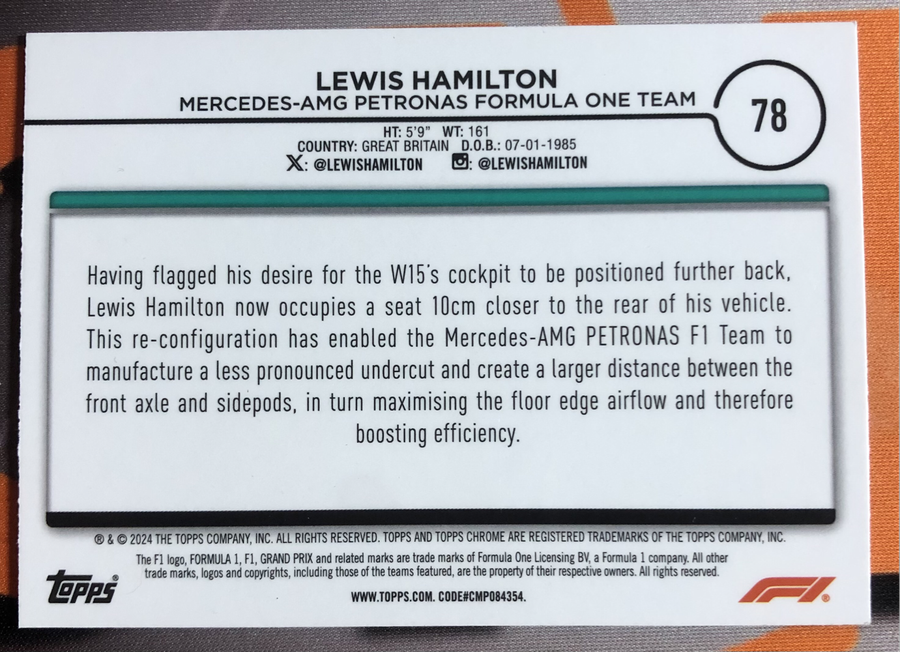 LEWIS HAMILTON
MERCEDES-AMG PETRONAS FORMULA ONE TEAM
78
HT: 5'9" WT: 161
COUNTRY: GREAT BRITAIN D.O.B.: 07-01-1985
X: @LEWISHAMILTON : @LEWISHAMILTON
Having flagged his desire for the W15's cockpit to be positioned further back,
Lewis Hamilton now occupies a seat 10cm closer to the rear of his vehicle.
This re-configuration has enabled the Mercedes-AMG PETRONAS F1 Team to
manufacture a less pronounced undercut and create a larger distance between the
front axle and sidepods, in turn maximising the floor edge airflow and therefore
boosting efficiency.
® & © 2024 THE TOPPS COMPANY, INC. ALL RIGHTS RESERVED. TOPPS AND TOPPS CHROME ARE REGISTERED TRADEMARKS OF THE TOPPS COMPANY, INC.
The F1 logo, FORMULA 1, F1, GRAND PRIX and related marks are trade marks of Formula One Licensing BV, a Formula 1 company. All other
trade marks, logos and copyrights, including those of the teams featured, are the property of their respective owners. All rights reserved.
topps®
WWW.TOPPS.COM. CODE#CMP084354.
F1®